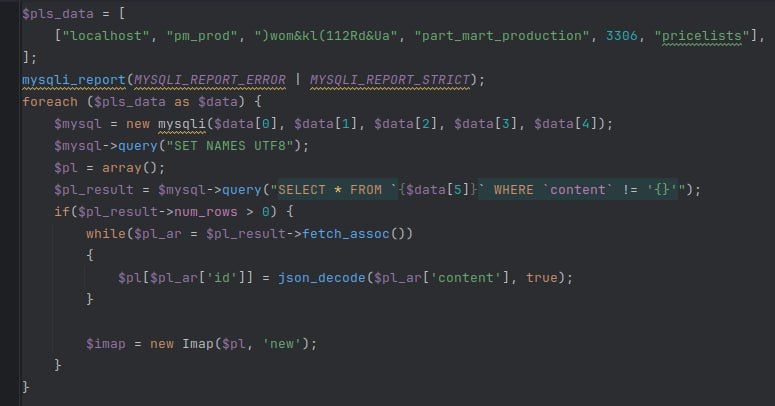 $pls_data = [
    ["localhost", "pm_prod", ")wom&kl(112Rd&Ua", "part_mart_production", 3306, "pricelists"],
];
mysqli_report(MYSQLI_REPORT_ERROR | MYSQLI_REPORT_STRICT);
foreach ($pls_data as $data) {
    $mysql = new mysqli($data[0], $data[1], $data[2], $data[3], $data[4]);
    $mysql->query("SET NAMES UTF8");
    $pl = array();
    $pl_result = $mysql->query("SELECT * FROM `{$data[5]}` WHERE `content` != '{}'");
    if($pl_result->num_rows > 0) {
        while($pl_ar = $pl_result->fetch_assoc())
        {
            $pl[$pl_ar['id']] = json_decode($pl_ar['content'], true);
        }

        $imap = new Imap($pl, 'new');
    }
}